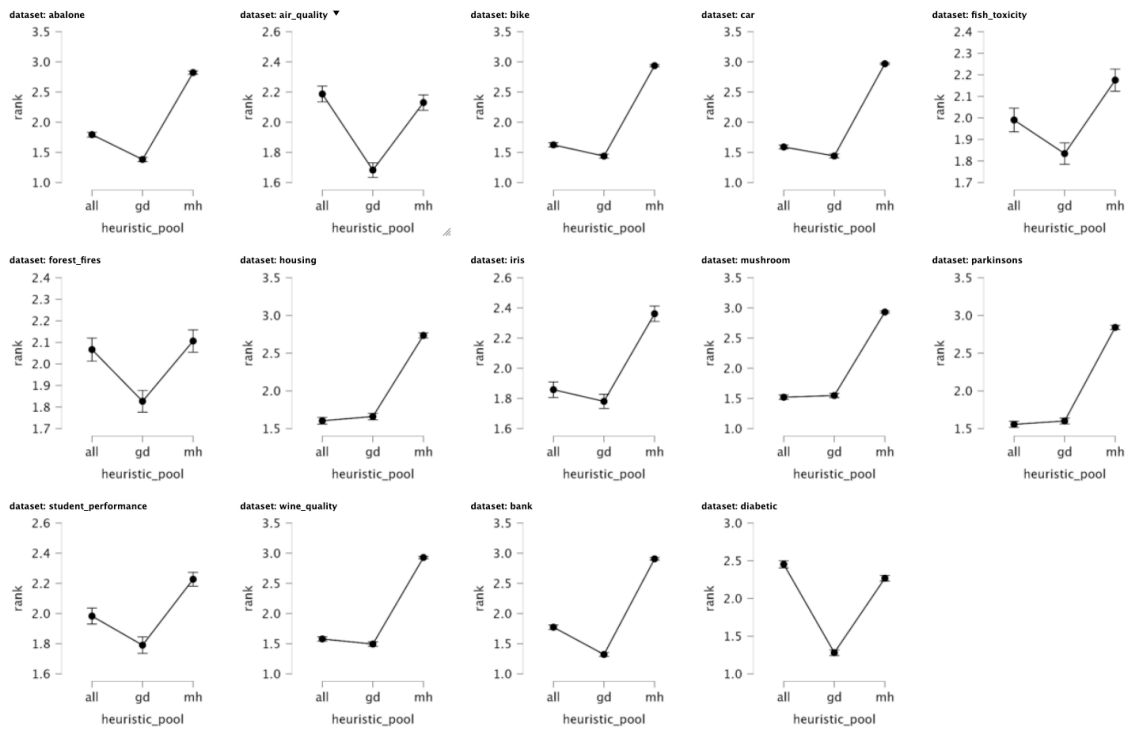 dataset: abalone
3.5
3.0
2.5
2.0
1.5
1.0
rank
all gd mh
heuristic_pool
dataset: air_quality ▼
2.6
2.4
2.2
2.0
1.8
1.6
rank
all gd mh
heuristic_pool
dataset: bike
3.5
3.0
2.5
2.0
1.5
1.0
rank
all gd mh
heuristic_pool
dataset: car
3.5
3.0
2.5
2.0
1.5
1.0
rank
all gd mh
heuristic_pool
dataset: fish_toxicity
2.4
2.3
2.2
2.1
2.0
1.9
1.8
1.7
rank
all gd mh
heuristic_pool
dataset: forest_fires
2.4
2.3
2.2
2.1
2.0
1.9
1.8
1.7
rank
all gd mh
heuristic_pool
dataset: housing
3.5
3.0
2.5
2.0
1.5
rank
all gd mh
heuristic_pool
dataset: iris
2.6
2.4
2.2
2.0
1.8
1.6
rank
all gd mh
heuristic_pool
dataset: mushroom
3.5
3.0
2.5
2.0
1.5
1.0
rank
all gd mh
heuristic_pool
dataset: parkinsons
3.5
3.0
2.5
2.0
1.5
rank
all gd mh
heuristic_pool
dataset: student_performance
2.6
2.4
2.2
2.0
1.8
1.6
rank
all gd mh
heuristic_pool
dataset: wine_quality
3.5
3.0
2.5
2.0
1.5
1.0
rank
all gd mh
heuristic_pool
dataset: bank
3.5
3.0
2.5
2.0
1.5
1.0
rank
all gd mh
heuristic_pool
dataset: diabetic
3.0
2.5
2.0
1.5
1.0
rank
all gd mh
heuristic_pool